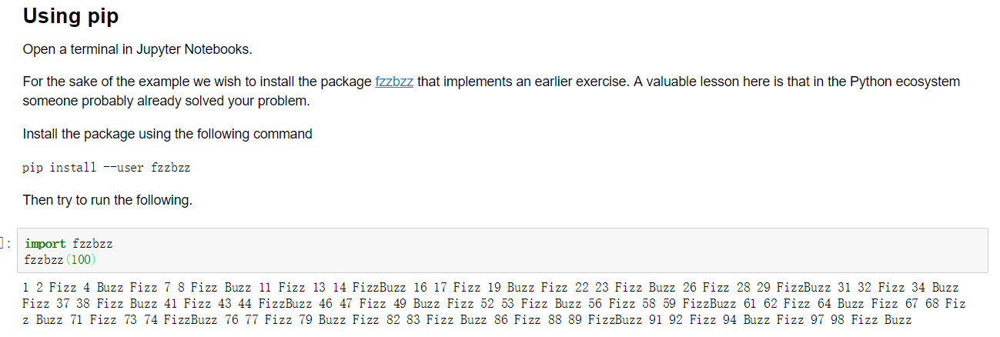 Using pip
Open a terminal in Jupyter Notebooks.
For the sake of the example we wish to install the package fzzbzz that implements an earlier exercise. A valuable lesson here is that in the Python ecosystem
someone probably already solved your problem.
Install the package using the following command
pip install --user fzzbzz
Then try to run the following.
]:
import fzzbzz
fzzbzz(100)
1 2 Fizz 4 Buzz Fizz 7 8 Fizz Buzz 11 Fizz 13 14 FizzBuzz 16 17 Fizz 19 Buzz Fizz 22 23 Fizz Buzz 26 Fizz 28 29 FizzBuzz 31 32 Fizz 34 Buzz
Fizz 37 38 Fizz Buzz 41 Fizz 43 44 FizzBuzz 46 47 Fizz 49 Buzz Fizz 52 53 Fizz Buzz 56 Fizz 58 59 FizzBuzz 61 62 Fizz 64 Buzz Fizz 67 68 Fiz
z Buzz 71 Fizz 73 74 FizzBuzz 76 77 Fizz 79 Buzz Fizz 82 83 Fizz Buzz 86 Fizz 88 89 FizzBuzz 91 92 Fizz 94 Buzz Fizz 97 98 Fizz Buzz